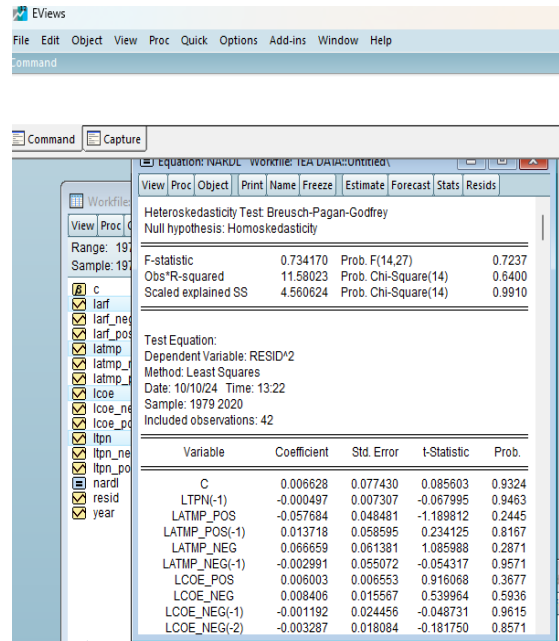 EViews
File Edit Object View Proc Quick Options Add-ins Window Help
Command
Command Capture
Equation: NARDL Workfile: TEA DATA::Untitled\
View Proc Object Print Name Freeze Estimate Forecast Stats Resids
Workfile:
View Proc
Range: 197
Sample: 197
c
larf
larf_neg
larf_pos
latmp
latmp_n
latmp_p
lcoe
lcoe_ne
lcoe_po
ltpn
ltpn_ne
ltpn_po
nardl
resid
year
Heteroskedasticity Test: Breusch-Pagan-Godfrey
Null hypothesis: Homoskedasticity
F-statistic 0.734170 Prob. F(14,27) 0.7237
Obs*R-squared 11.58023 Prob. Chi-Square(14) 0.6400
Scaled explained SS 4.560624 Prob. Chi-Square(14) 0.9910
Test Equation:
Dependent Variable: RESID^2
Method: Least Squares
Date: 10/10/24 Time: 13:22
Sample: 1979 2020
Included observations: 42
Variable Coefficient Std. Error t-Statistic Prob.
C 0.006628 0.077430 0.085603 0.9324
LTPN(-1) -0.000497 0.007307 -0.067995 0.9463
LATMP_POS -0.057684 0.048481 -1.189812 0.2445
LATMP_POS(-1) 0.013718 0.058595 0.234125 0.8167
LATMP_NEG 0.066659 0.061381 1.085988 0.2871
LATMP_NEG(-1) -0.002991 0.055072 -0.054317 0.9571
LCOE_POS 0.006003 0.006553 0.916068 0.3677
LCOE_NEG 0.008406 0.015567 0.539964 0.5936
LCOE_NEG(-1) -0.001192 0.024456 -0.048731 0.9615
LCOE_NEG(-2) -0.003287 0.018084 -0.181750 0.8571